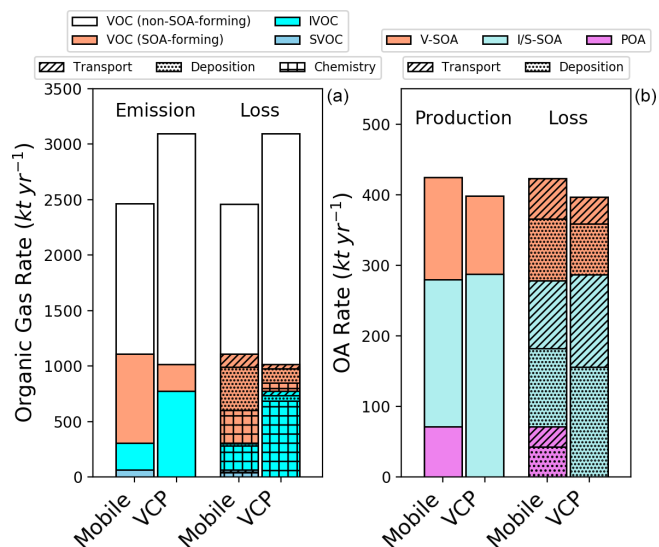 VOC (non-SOA-forming)
IVOC
VOC (SOA-forming)
SVOC
Transport
Deposition
Chemistry
(a)
Emission
Loss
Organic Gas Rate (kt yr⁻¹)
3500
3000
2500
2000
1500
1000
500
0
Mobile
VCP
Mobile
VCP
V-SOA
I/S-SOA
POA
Transport
Deposition
(b)
Production
Loss
OA Rate (kt yr⁻¹)
500
400
300
200
100
0
Mobile
VCP
Mobile
VCP